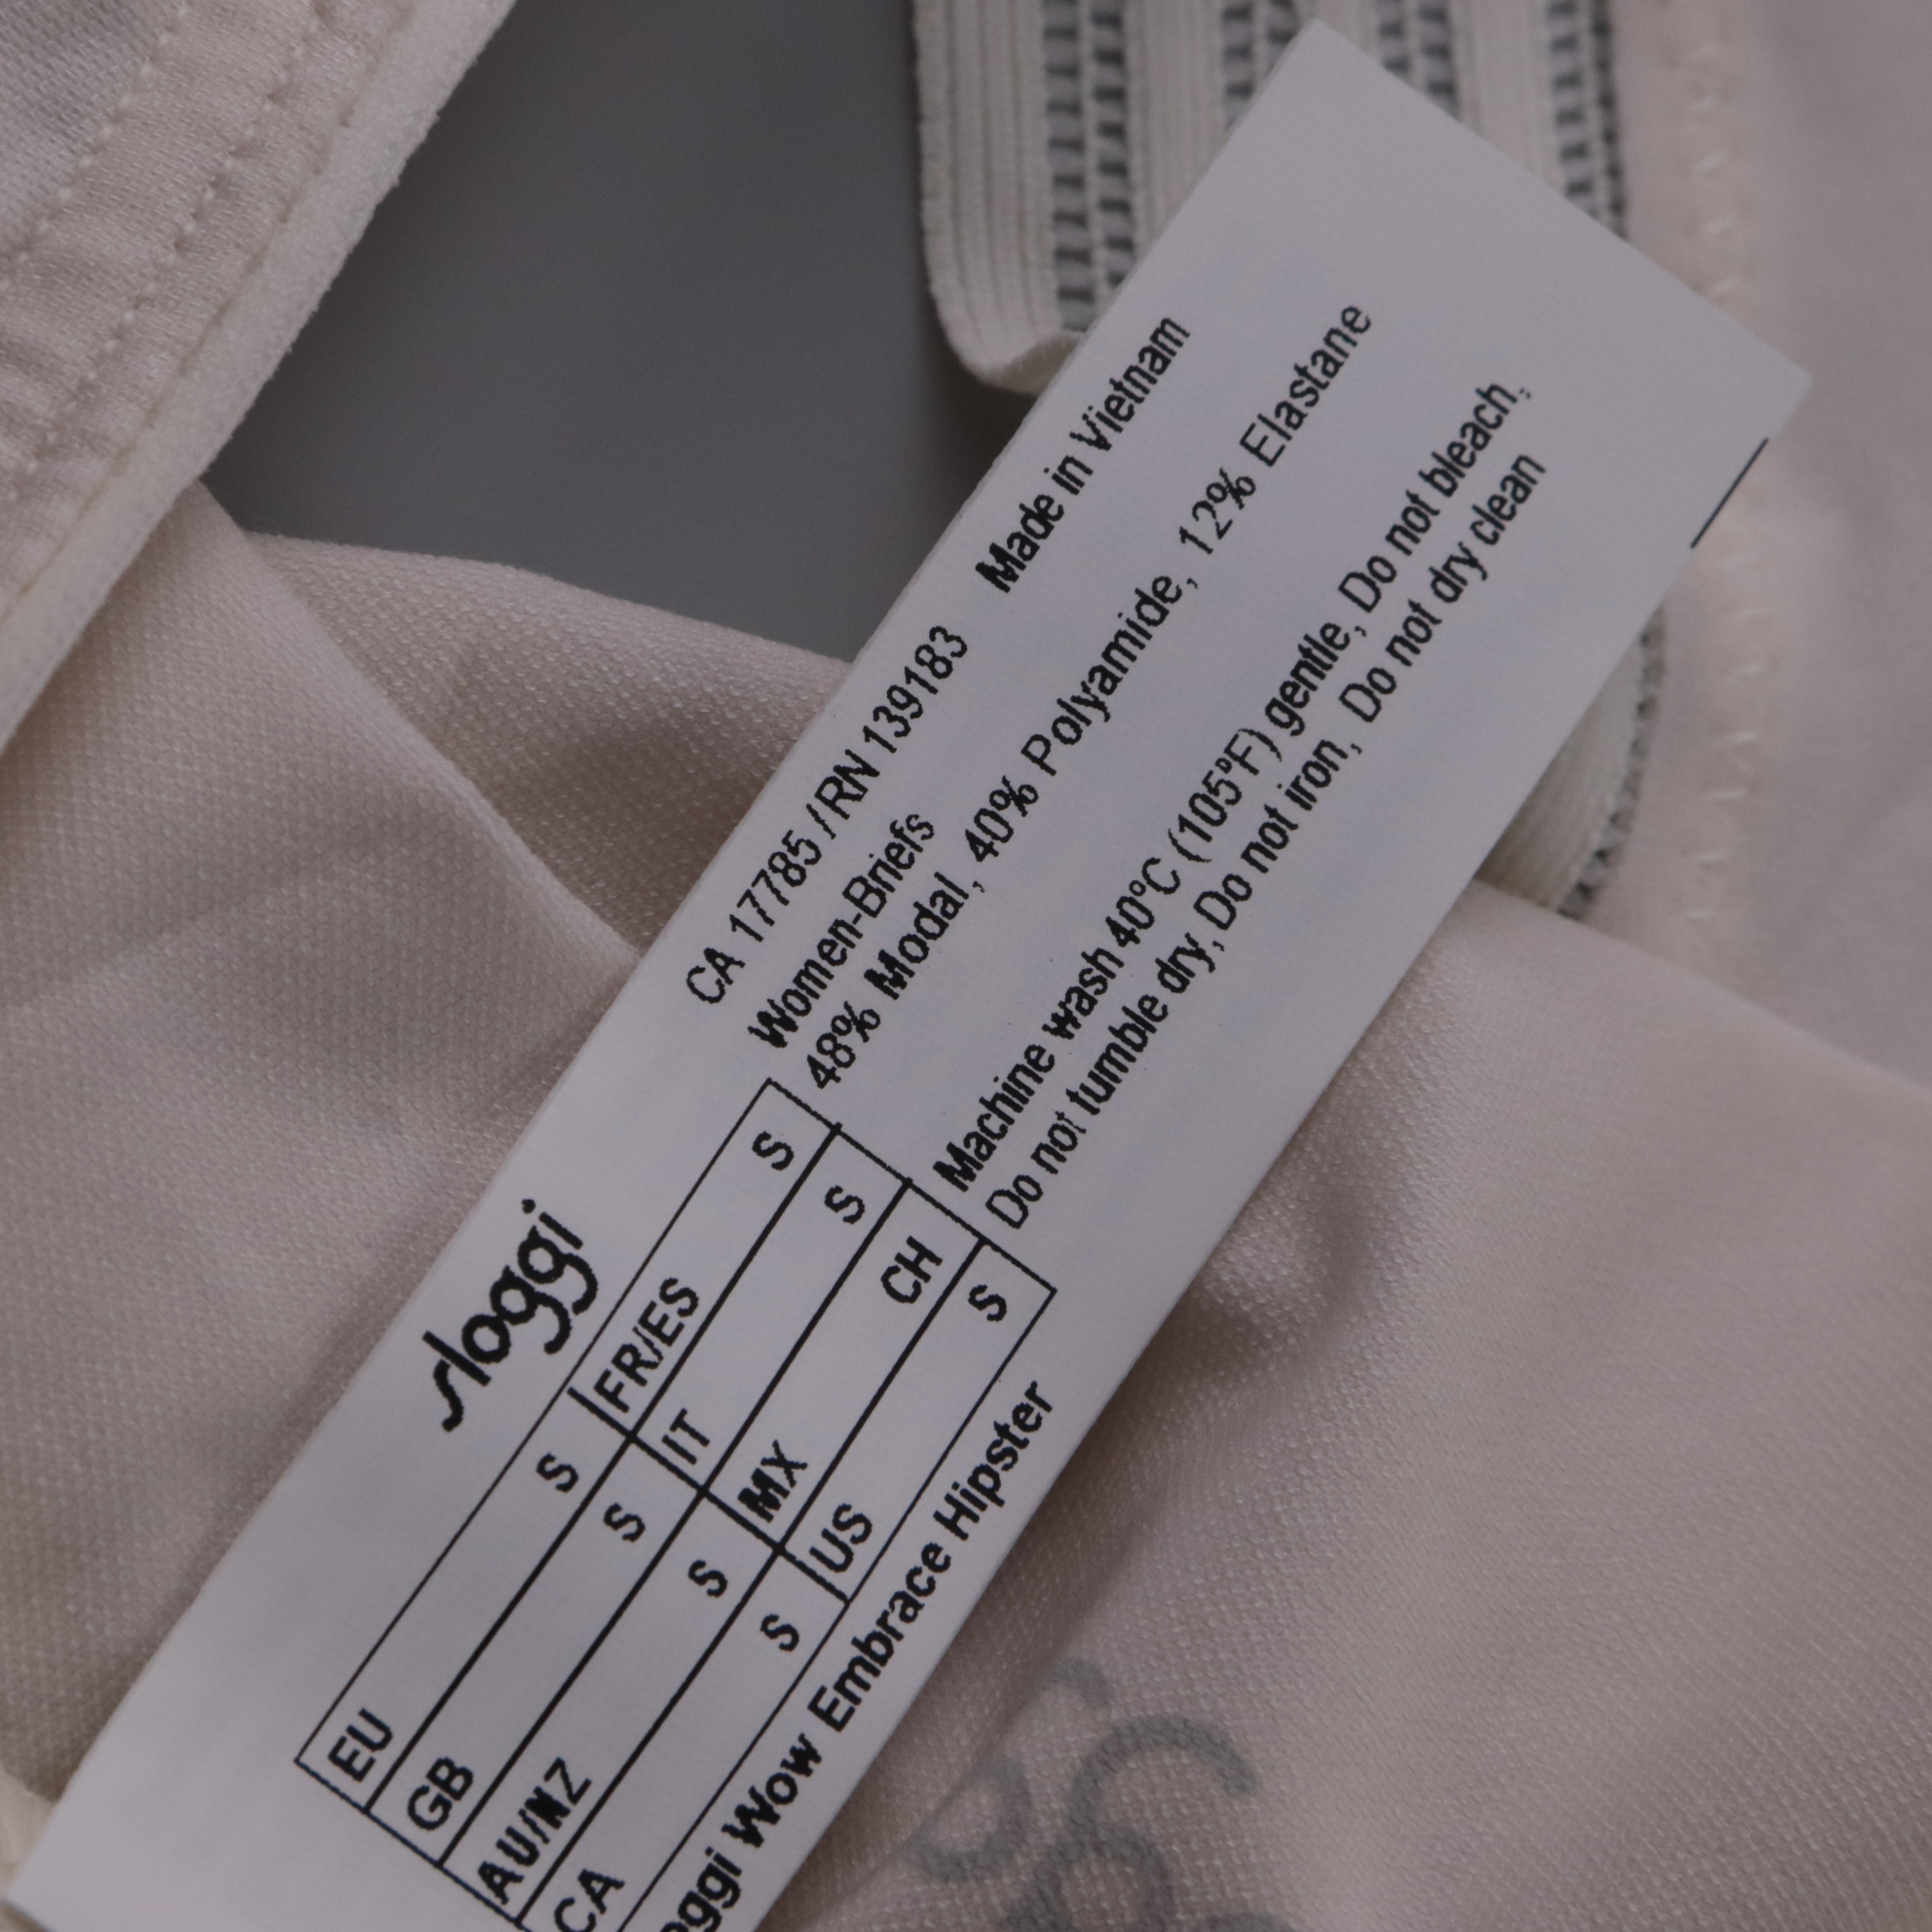 sloggi
EU S FR/ES S
GB S IT S
AU/NZ S MX CH
CA S US S
Wow Embrace Hipster
CA 17785 / RN 139183 Made in Vietnam
Women-Briefs
48% Modal, 40% Polyamide, 12% Elastane
Machine wash 40°C (105°F) gentle, Do not bleach,
Do not tumble dry, Do not iron, Do not dry clean